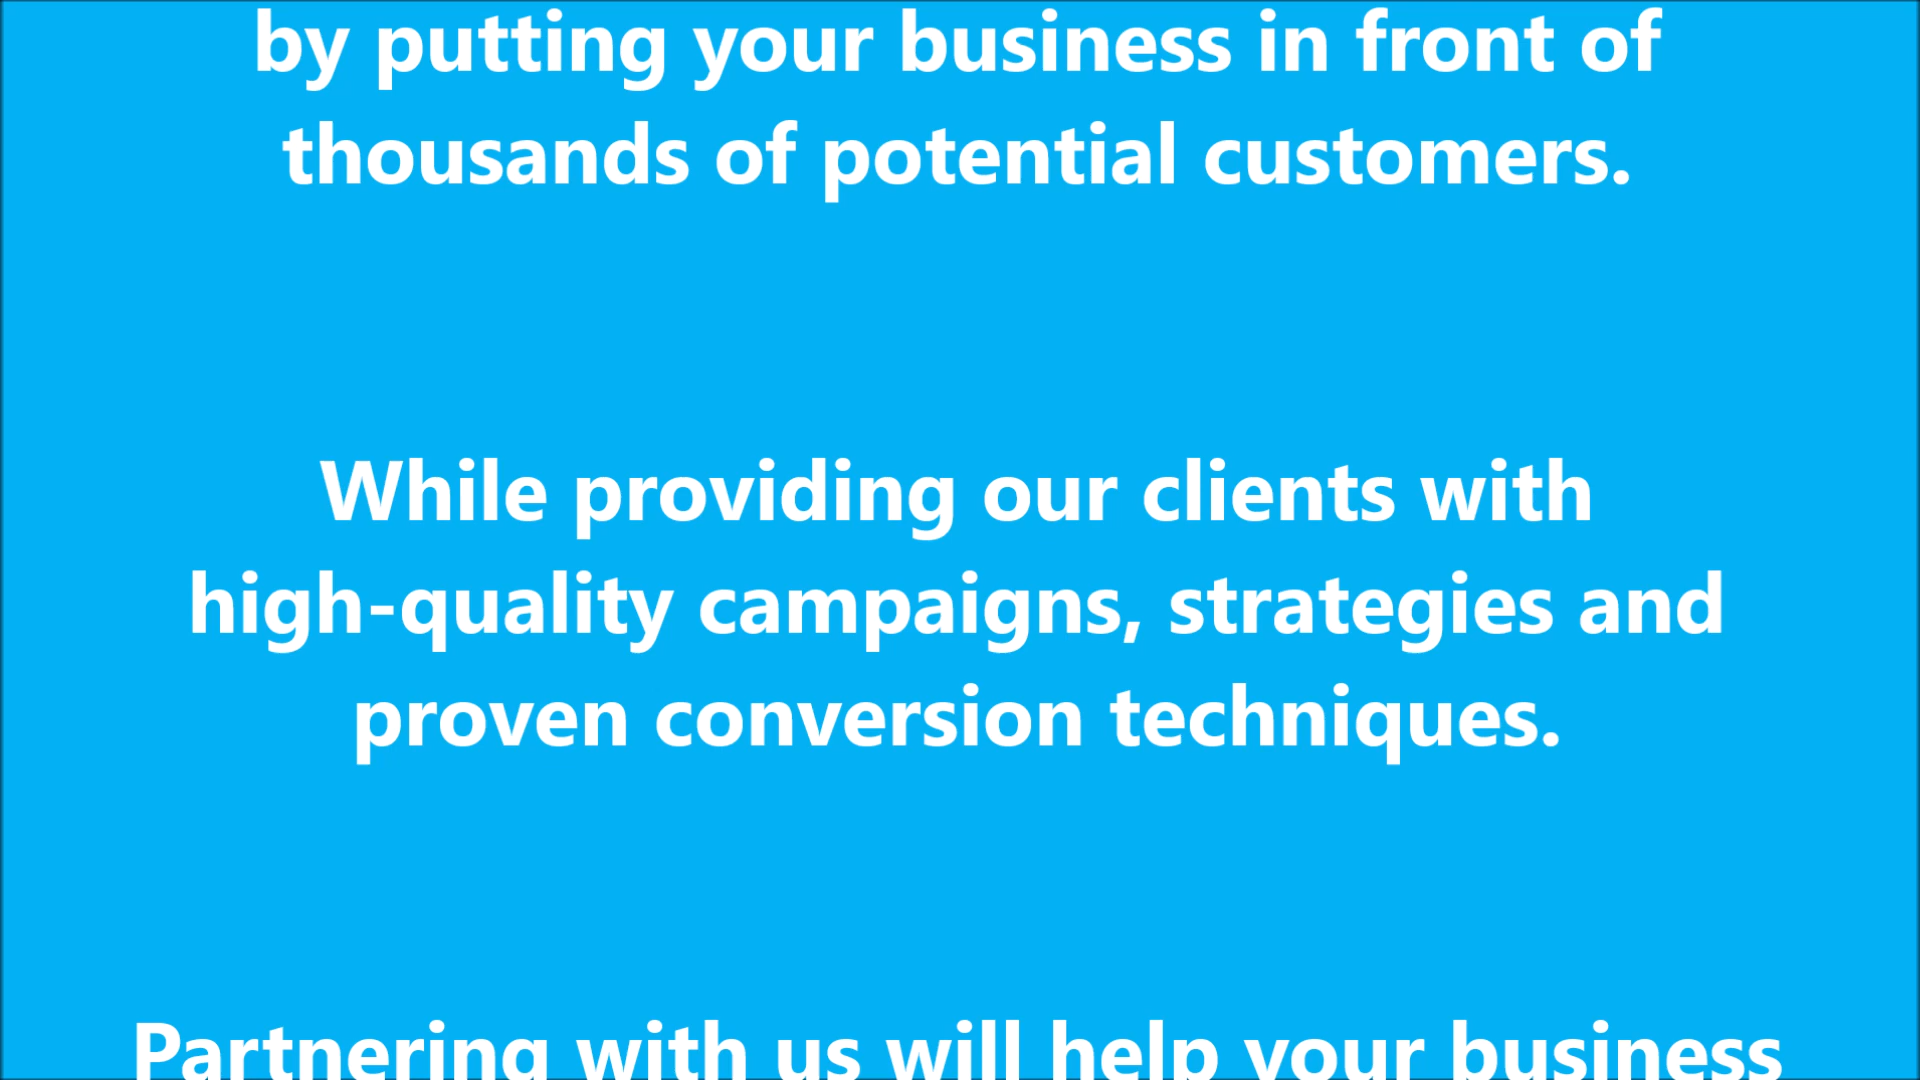 by putting your business in front of
thousands of potential customers.
While providing our clients with
high-quality campaigns, strategies and
proven conversion techniques.
Partnering with us will help your business